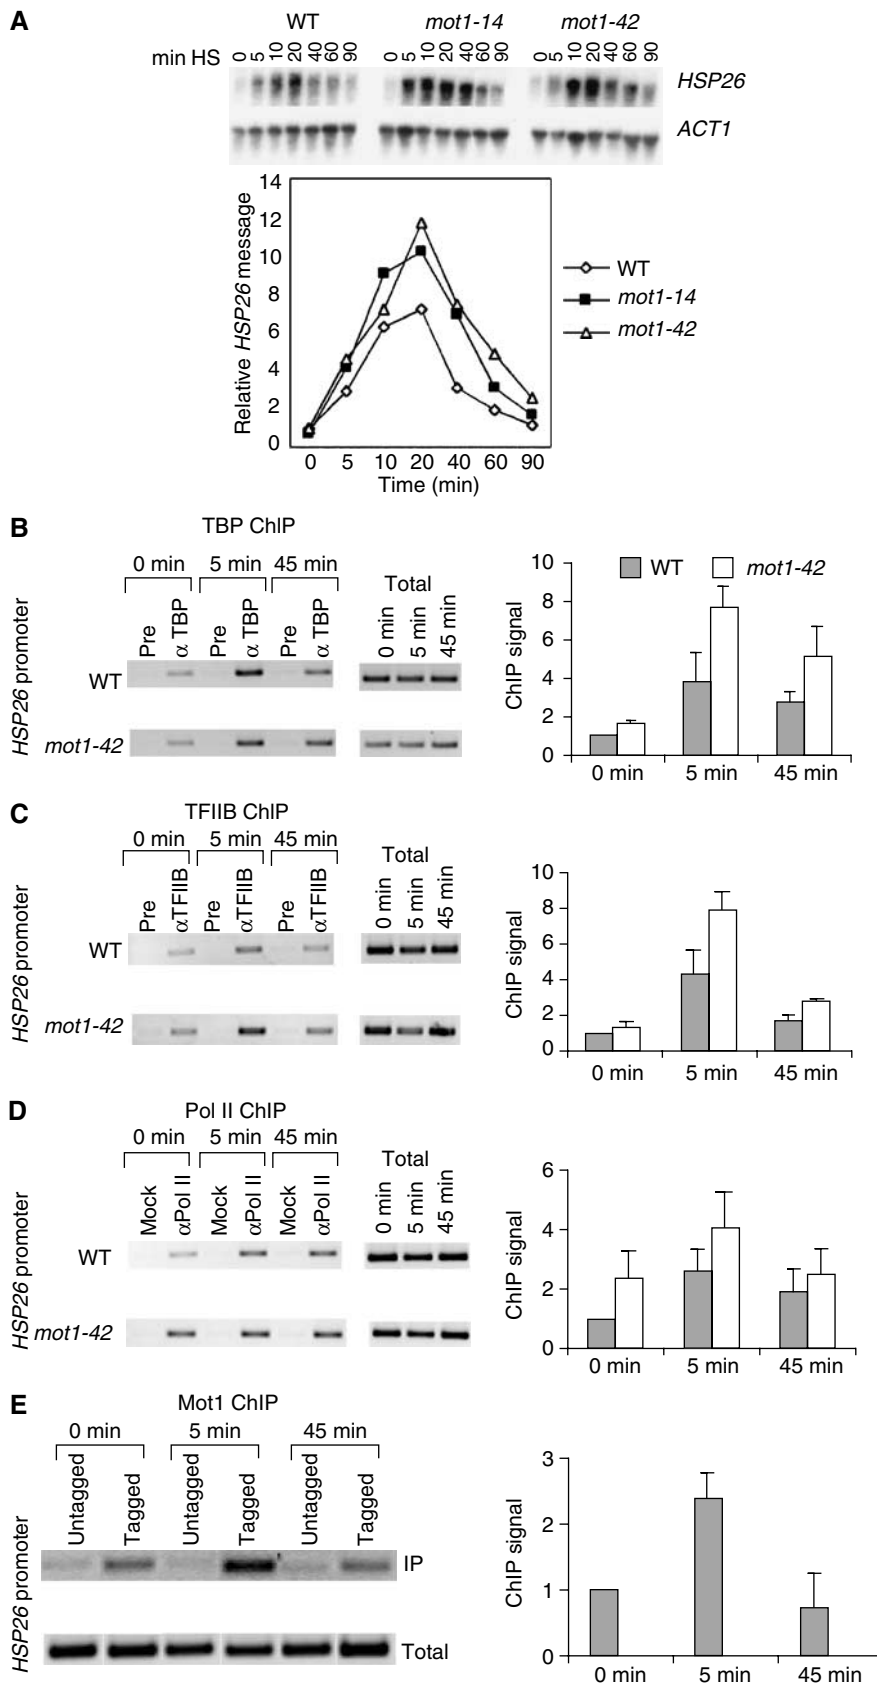 A
WT mot1-14 mot1-42
min HS 0 5 10 20 40 60 90 0 5 10 20 40 60 90 0 5 10 20 40 60 90
HSP26
ACT1
Relative HSP26 message
14
12
10
8
6
4
2
0
0 5 10 20 40 60 90
Time (min)
WT
mot1-14
mot1-42
B
TBP ChIP
0 min 5 min 45 min
Pre α TBP Pre α TBP Pre α TBP
Total
0 min 5 min 45 min
HSP26 promoter
WT
mot1-42
ChIP signal
10
8
6
4
2
0
WT mot1-42
0 min 5 min 45 min
C
TFIIB ChIP
0 min 5 min 45 min
Pre αTFIIB Pre αTFIIB Pre αTFIIB
Total
0 min 5 min 45 min
HSP26 promoter
WT
mot1-42
ChIP signal
10
8
6
4
2
0
0 min 5 min 45 min
D
Pol II ChIP
0 min 5 min 45 min
Mock αPol II Mock αPol II Mock αPol II
Total
0 min 5 min 45 min
HSP26 promoter
WT
mot1-42
ChIP signal
6
4
2
0
0 min 5 min 45 min
E
Mot1 ChIP
0 min 5 min 45 min
Untagged Tagged Untagged Tagged Untagged Tagged
HSP26 promoter
IP
Total
ChIP signal
3
2
1
0
0 min 5 min 45 min